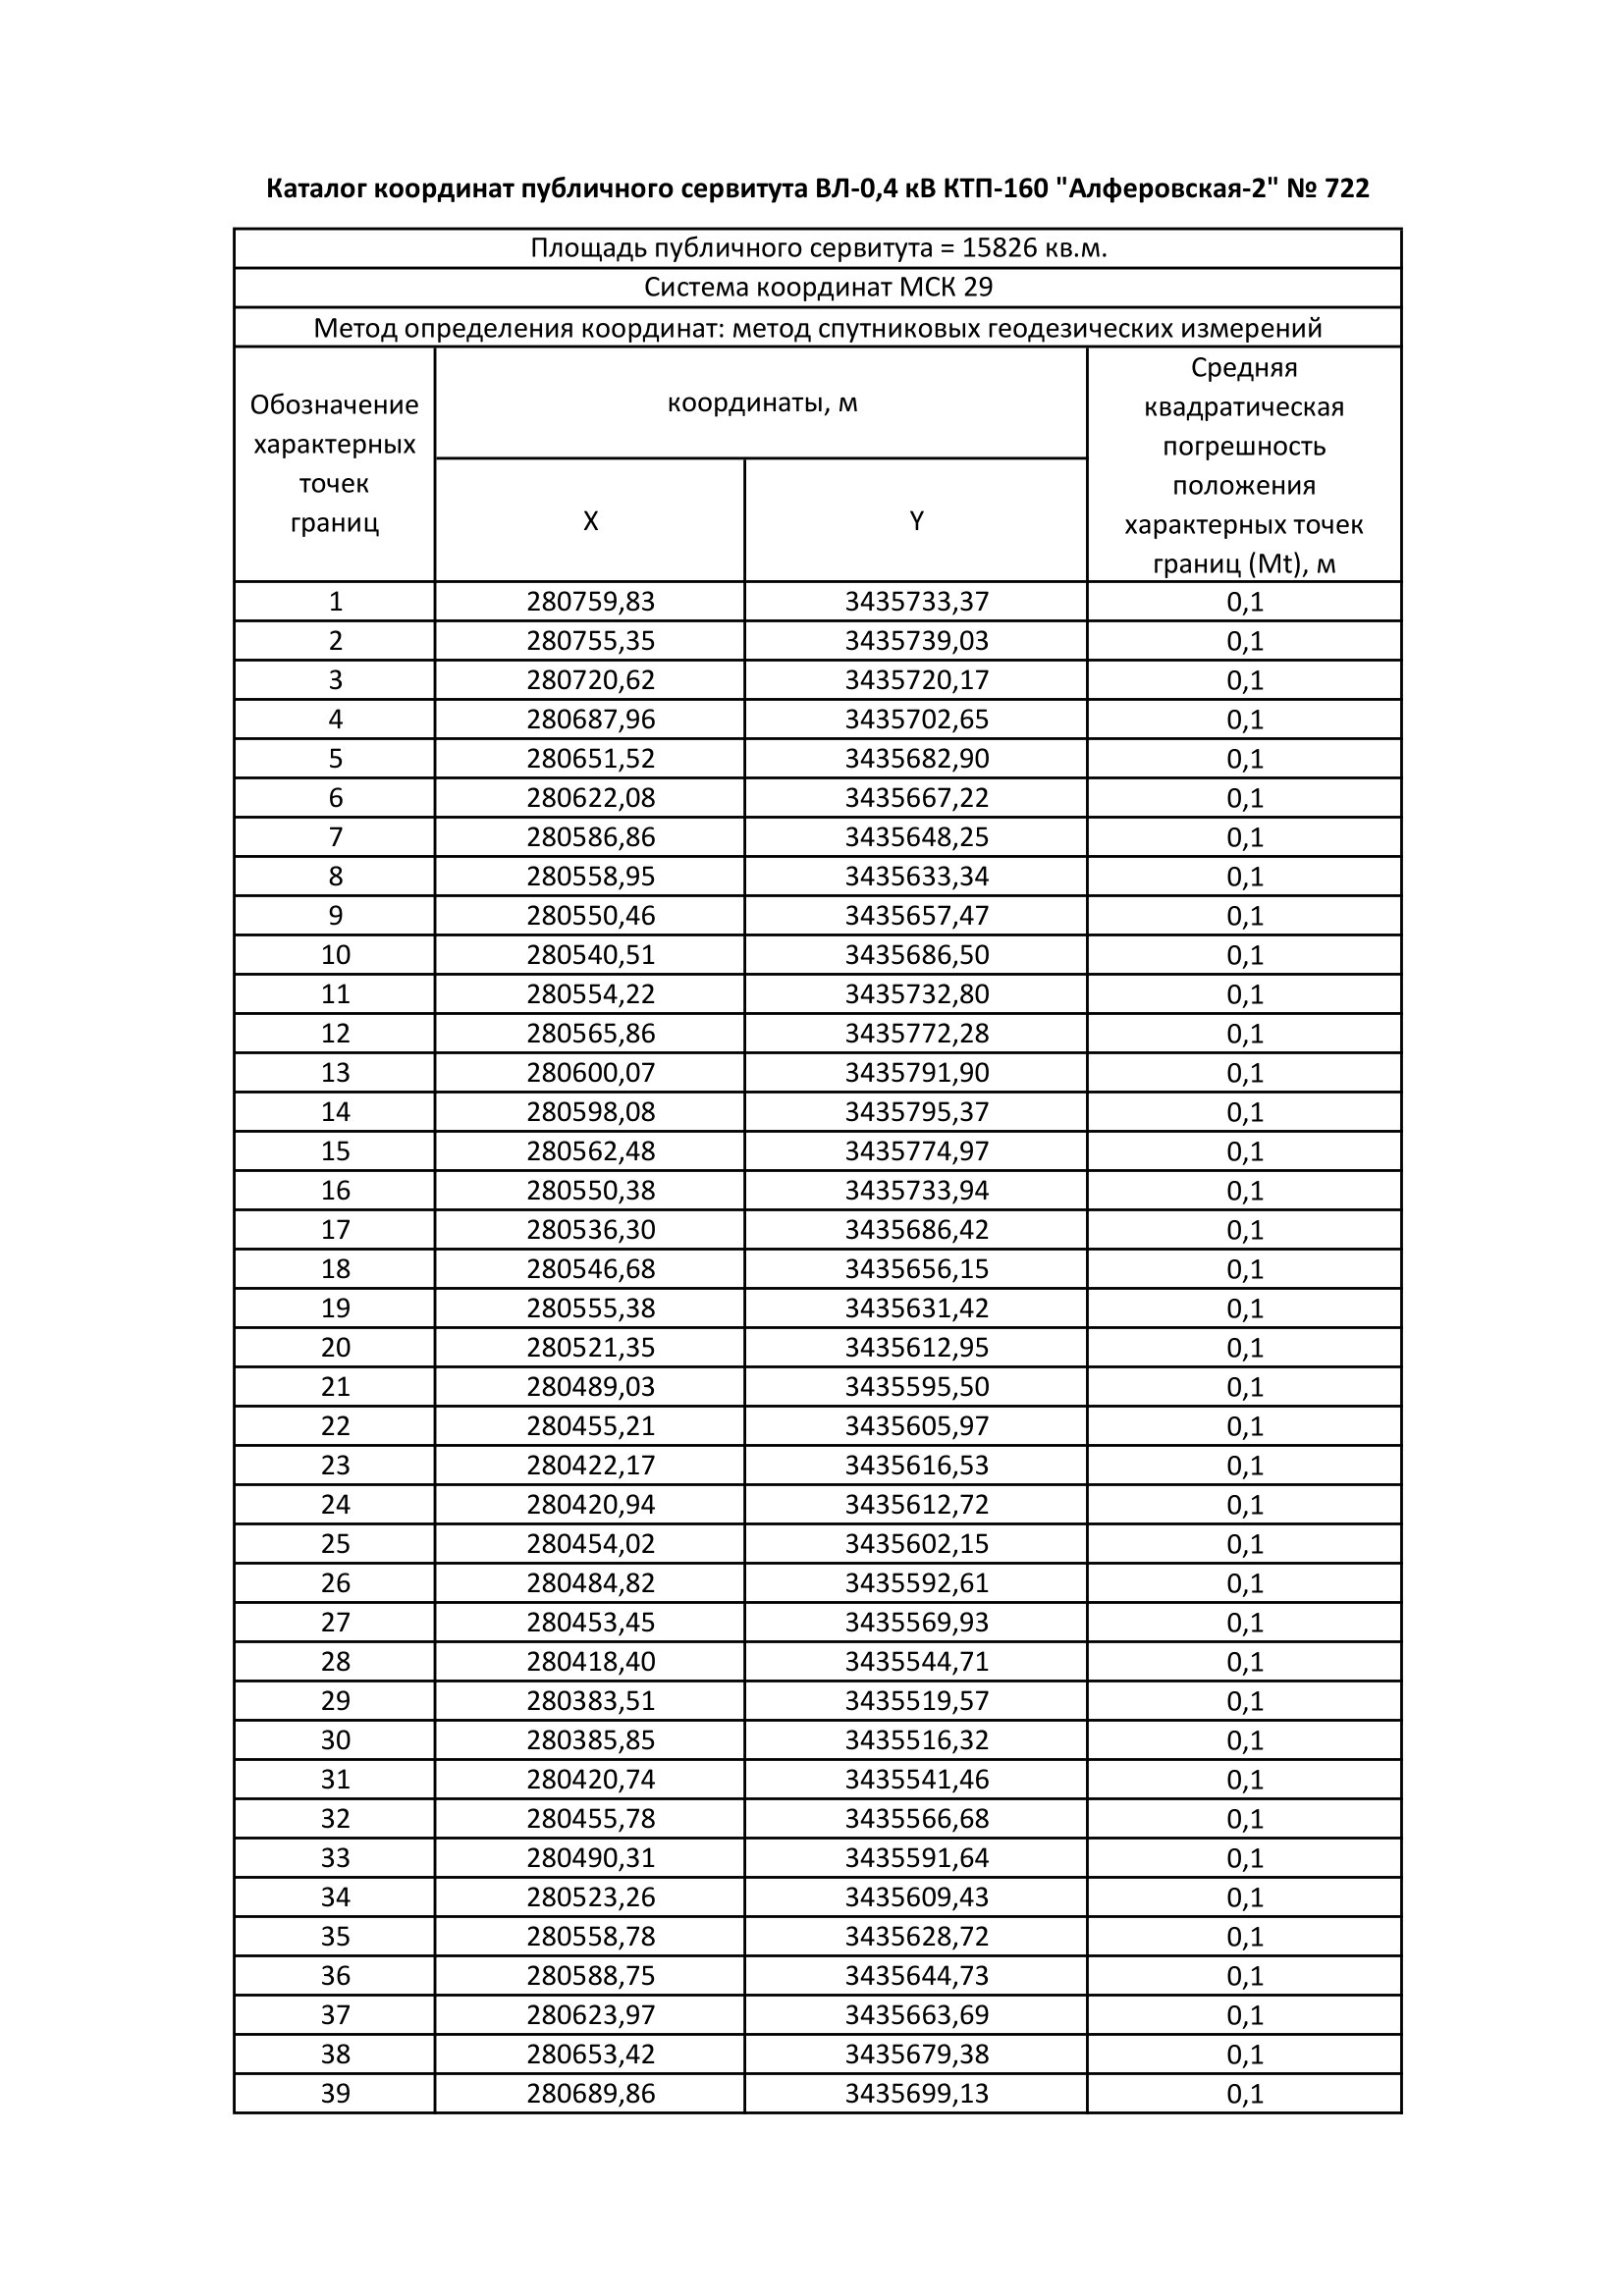 Каталог координат публичного сервитута ВЛ-0,4 кВ КТП-160 "Алферовская-2" № 722
Площадь публичного сервитута = 15826 кв.м.
Система координат МСК 29
Метод определения координат: метод спутниковых геодезических измерений
Обозначение
характерных
точек
границ
координаты, м
X
Y
Средняя
квадратическая
погрешность
положения
характерных точек
границ (Mt), м
1 280759,83 3435733,37 0,1
2 280755,35 3435739,03 0,1
3 280720,62 3435720,17 0,1
4 280687,96 3435702,65 0,1
5 280651,52 3435682,90 0,1
6 280622,08 3435667,22 0,1
7 280586,86 3435648,25 0,1
8 280558,95 3435633,34 0,1
9 280550,46 3435657,47 0,1
10 280540,51 3435686,50 0,1
11 280554,22 3435732,80 0,1
12 280565,86 3435772,28 0,1
13 280600,07 3435791,90 0,1
14 280598,08 3435795,37 0,1
15 280562,48 3435774,97 0,1
16 280550,38 3435733,94 0,1
17 280536,30 3435686,42 0,1
18 280546,68 3435656,15 0,1
19 280555,38 3435631,42 0,1
20 280521,35 3435612,95 0,1
21 280489,03 3435595,50 0,1
22 280455,21 3435605,97 0,1
23 280422,17 3435616,53 0,1
24 280420,94 3435612,72 0,1
25 280454,02 3435602,15 0,1
26 280484,82 3435592,61 0,1
27 280453,45 3435569,93 0,1
28 280418,40 3435544,71 0,1
29 280383,51 3435519,57 0,1
30 280385,85 3435516,32 0,1
31 280420,74 3435541,46 0,1
32 280455,78 3435566,68 0,1
33 280490,31 3435591,64 0,1
34 280523,26 3435609,43 0,1
35 280558,78 3435628,72 0,1
36 280588,75 3435644,73 0,1
37 280623,97 3435663,69 0,1
38 280653,42 3435679,38 0,1
39 280689,86 3435699,13 0,1